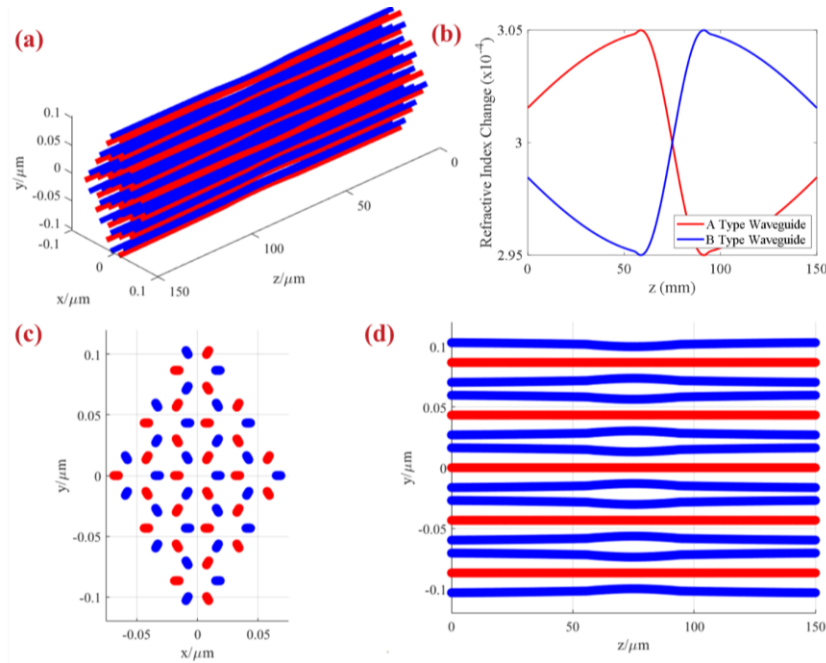 (a)
0.1
0.05
0
-0.05
-0.1
y/μm
-0.1
0
0.1
x/μm
150
100
50
0
z/μm
(b)
3.05
3
2.95
Refractive Index Change (x10⁻⁴)
A Type Waveguide
B Type Waveguide
0
50
100
150
z (mm)
(c)
0.1
0.05
0
-0.05
-0.1
y/μm
-0.05
0
0.05
x/μm
(d)
0.1
0.05
0
-0.05
-0.1
y/μm
0
50
100
150
z/μm